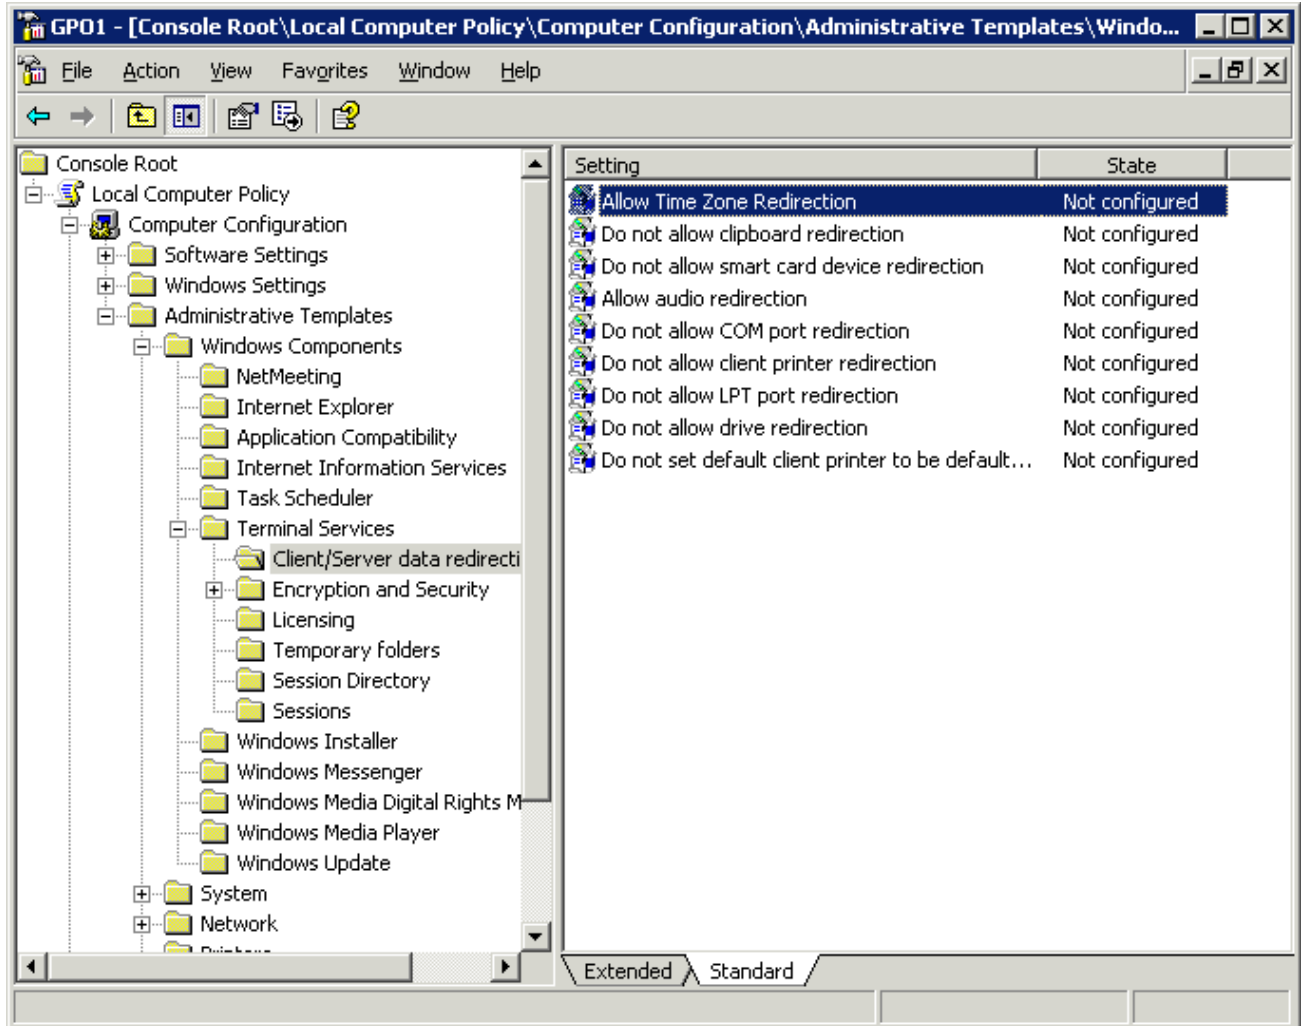 GPO1 - [Console Root\Local Computer Policy\Computer Configuration\Administrative Templates\Windo...
File Action View Favorites Window Help
Console Root
Local Computer Policy
Computer Configuration
Software Settings
Windows Settings
Administrative Templates
Windows Components
NetMeeting
Internet Explorer
Application Compatibility
Internet Information Services
Task Scheduler
Terminal Services
Client/Server data redirecti
Encryption and Security
Licensing
Temporary folders
Session Directory
Sessions
Windows Installer
Windows Messenger
Windows Media Digital Rights M
Windows Media Player
Windows Update
System
Network
Setting State
Allow Time Zone Redirection Not configured
Do not allow clipboard redirection Not configured
Do not allow smart card device redirection Not configured
Allow audio redirection Not configured
Do not allow COM port redirection Not configured
Do not allow client printer redirection Not configured
Do not allow LPT port redirection Not configured
Do not allow drive redirection Not configured
Do not set default client printer to be default... Not configured
Extended Standard